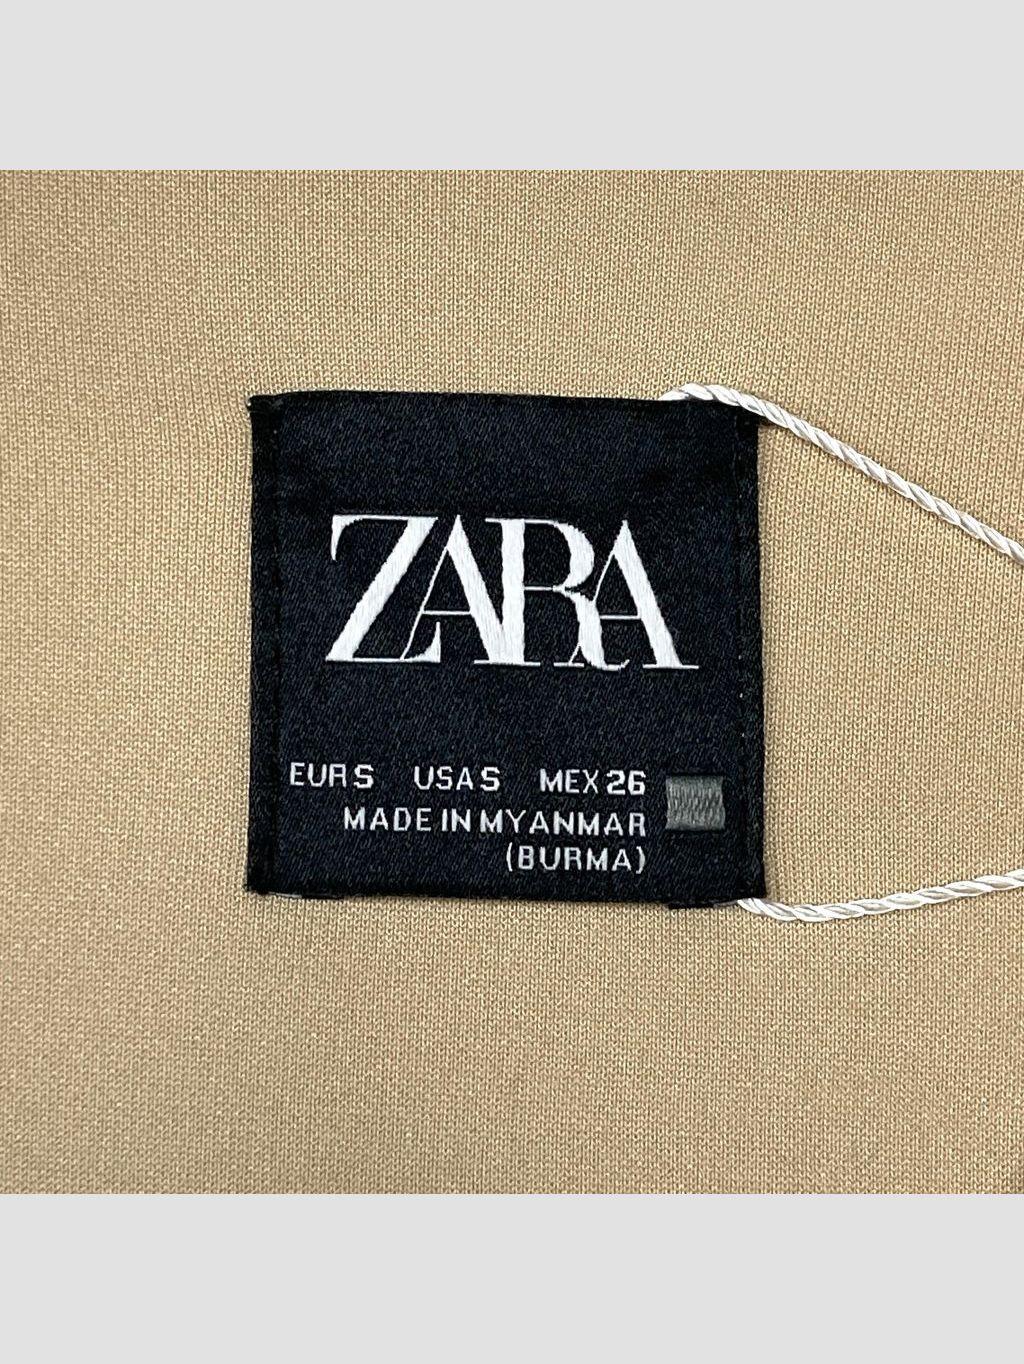 ZARA
EUR S USA S MEX 26
MADE IN MYANMAR
(BURMA)